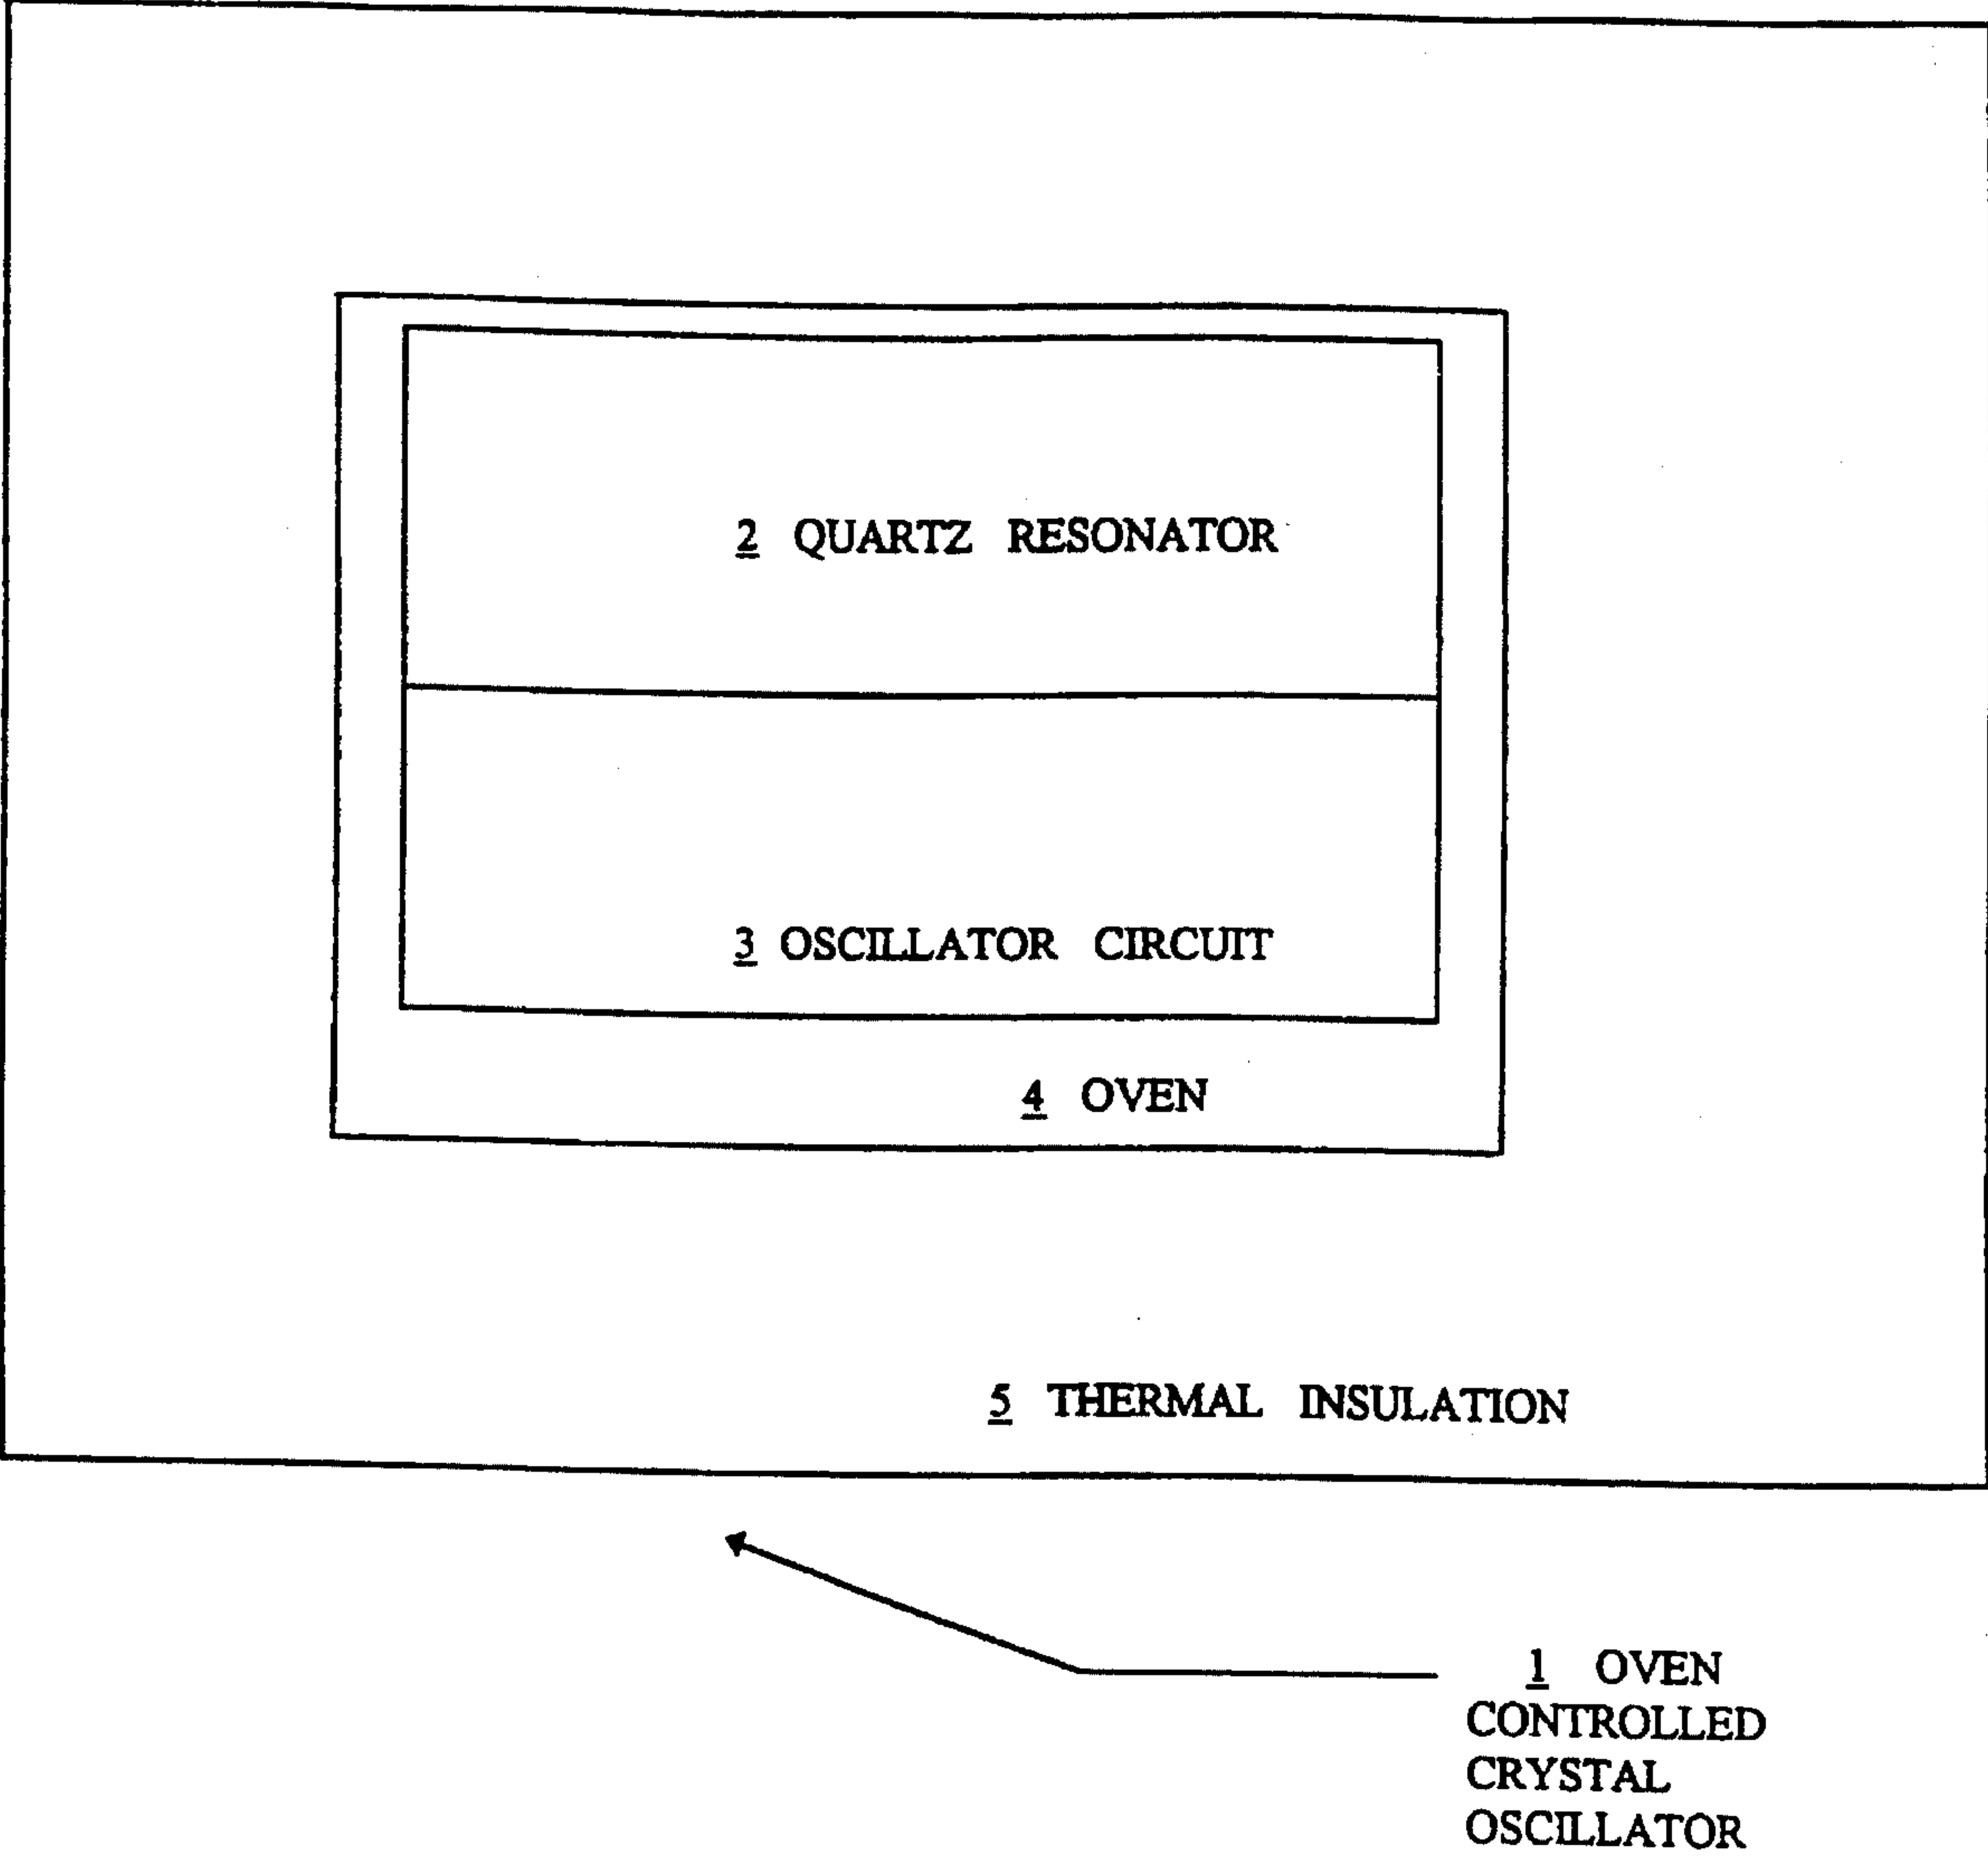 2 QUARTZ RESONATOR
3 OSCILLATOR CIRCUIT
4 OVEN
5 THERMAL INSULATION
1 OVEN
CONTROLLED
CRYSTAL
OSCILLATOR